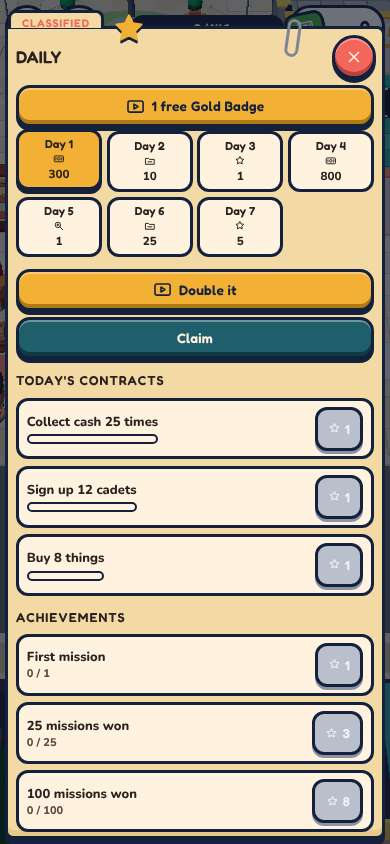 CLASSIFIED
DAILY
1 free Gold Badge
Day 1
300
Day 2
10
Day 3
1
Day 4
800
Day 5
1
Day 6
25
Day 7
5
Double it
Claim
TODAY'S CONTRACTS
Collect cash 25 times
1
Sign up 12 cadets
1
Buy 8 things
1
ACHIEVEMENTS
First mission
0 / 1
1
25 missions won
0 / 25
3
100 missions won
0 / 100
8